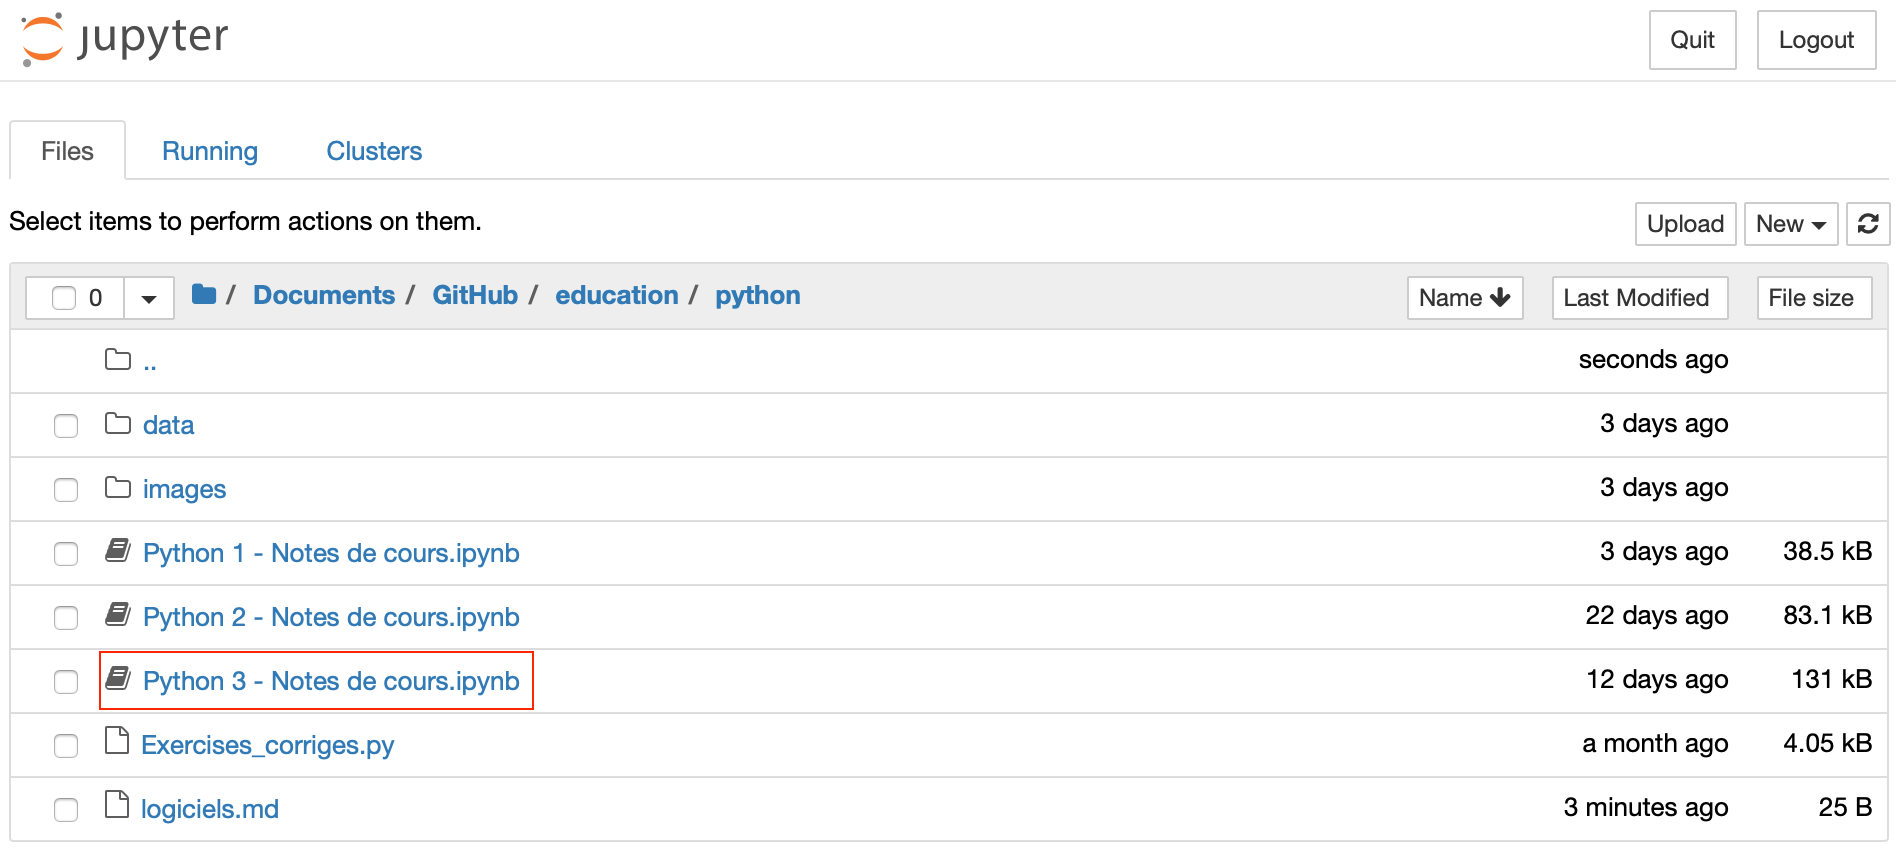 jupyter Quit Logout
Files Running Clusters
Select items to perform actions on them. Upload New
0 / Documents / GitHub / education / python Name Last Modified File size
.. seconds ago
data 3 days ago
images 3 days ago
Python 1 - Notes de cours.ipynb 3 days ago 38.5 kB
Python 2 - Notes de cours.ipynb 22 days ago 83.1 kB
Python 3 - Notes de cours.ipynb 12 days ago 131 kB
Exercises_corriges.py a month ago 4.05 kB
logiciels.md 3 minutes ago 25 B